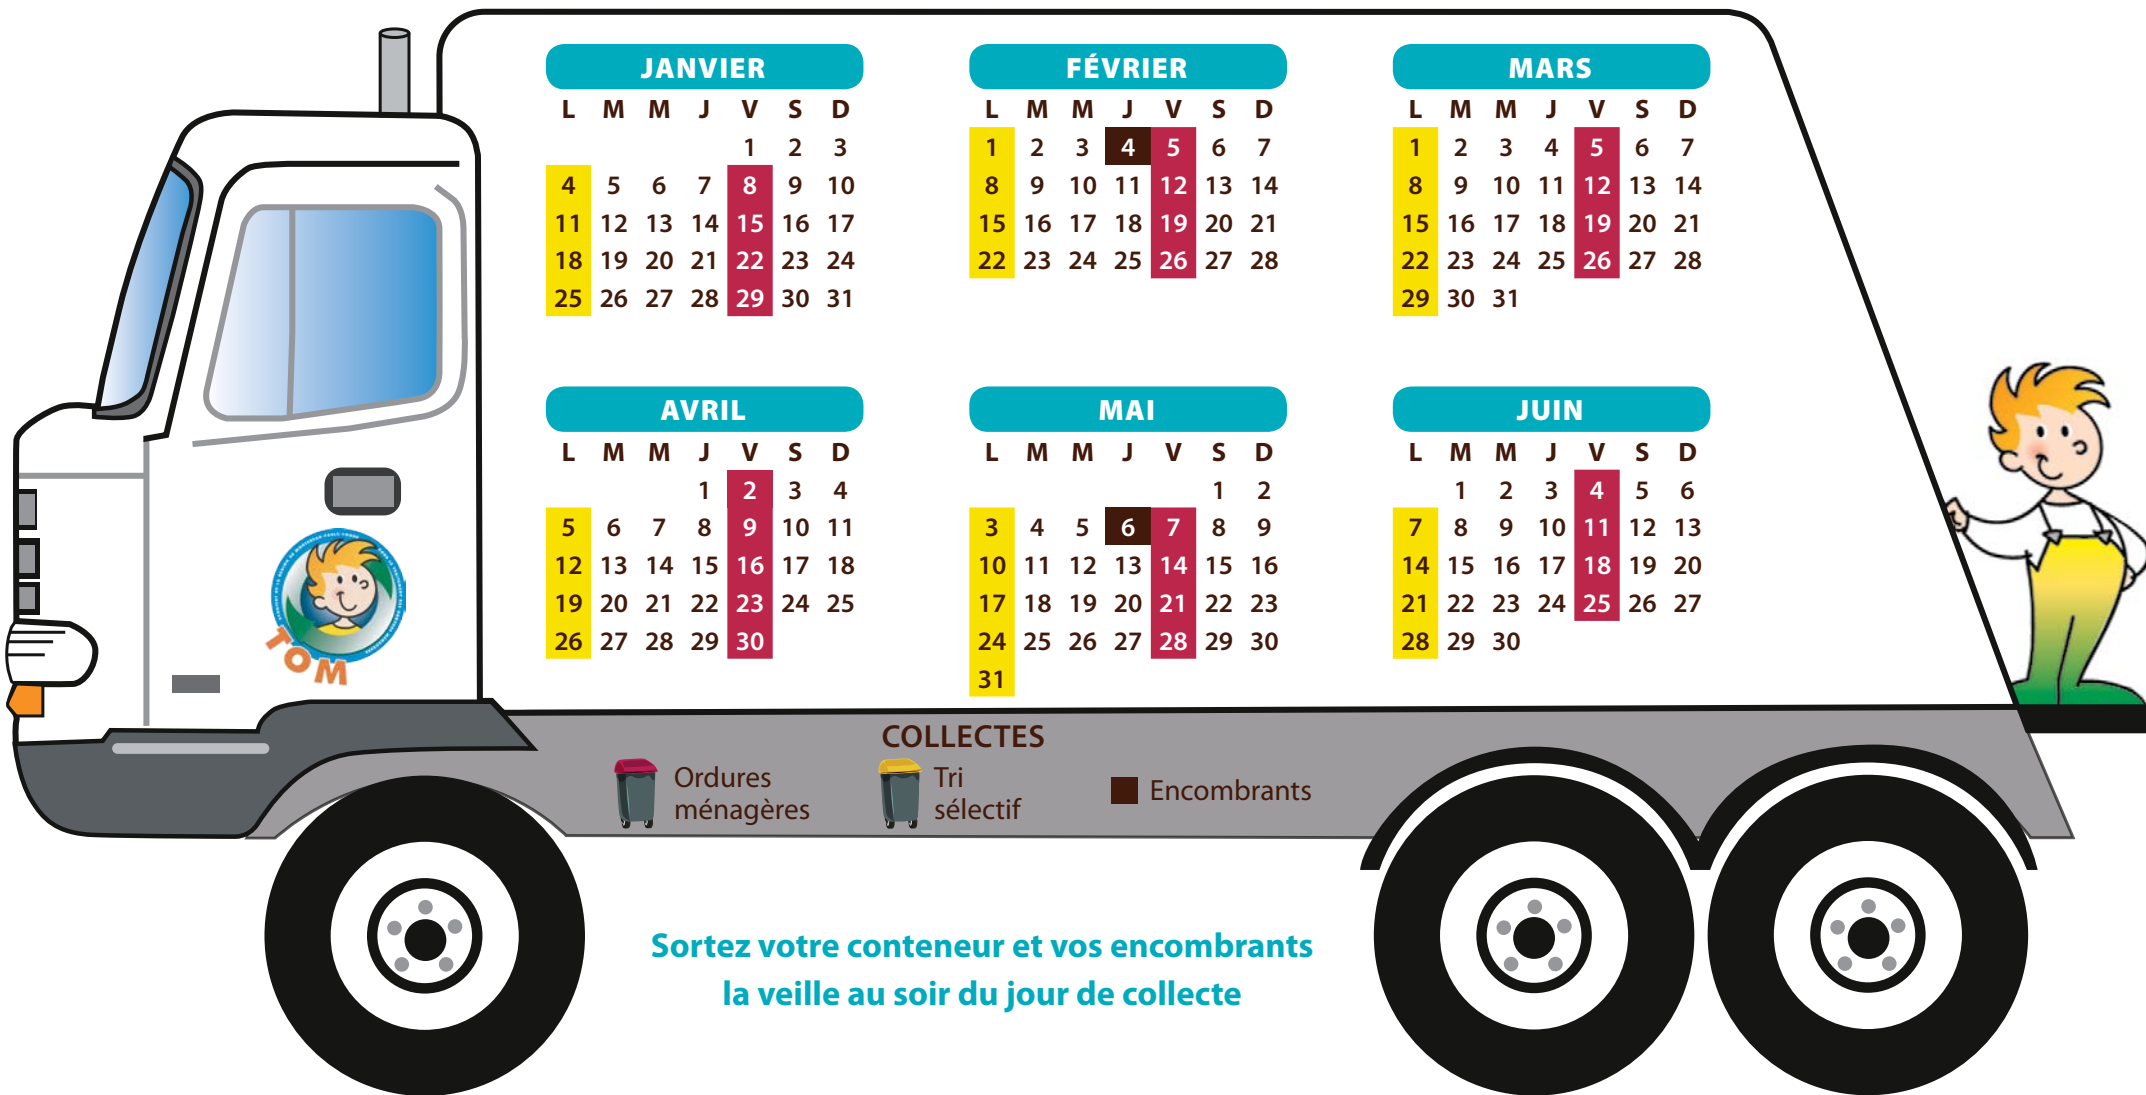 JANVIER
L M M J V S D
1 2 3
4 5 6 7 8 9 10
11 12 13 14 15 16 17
18 19 20 21 22 23 24
25 26 27 28 29 30 31
FÉVRIER
L M M J V S D
1 2 3 4 5 6 7
8 9 10 11 12 13 14
15 16 17 18 19 20 21
22 23 24 25 26 27 28
MARS
L M M J V S D
1 2 3 4 5 6 7
8 9 10 11 12 13 14
15 16 17 18 19 20 21
22 23 24 25 26 27 28
29 30 31
AVRIL
L M M J V S D
1 2 3 4
5 6 7 8 9 10 11
12 13 14 15 16 17 18
19 20 21 22 23 24 25
26 27 28 29 30
MAI
L M M J V S D
1 2
3 4 5 6 7 8 9
10 11 12 13 14 15 16
17 18 19 20 21 22 23
24 25 26 27 28 29 30
31
JUIN
L M M J V S D
1 2 3 4 5 6
7 8 9 10 11 12 13
14 15 16 17 18 19 20
21 22 23 24 25 26 27
28 29 30
TOM
COLLECTES
Ordures
ménagères
Tri
sélectif
Encombrants
Sortez votre conteneur et vos encombrants
la veille au soir du jour de collecte